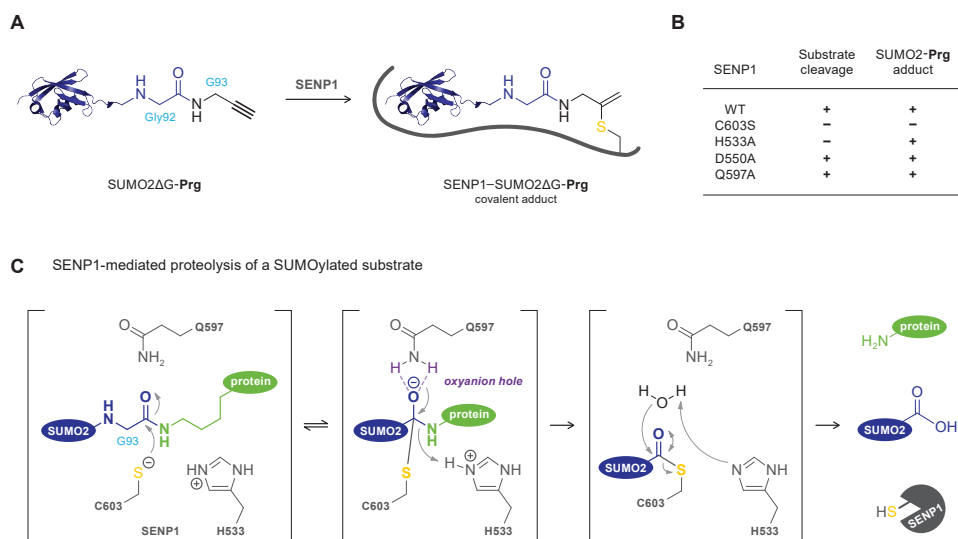 A
B
H
N
O
N
H
G93
Gly92
SENP1
SUMO2ΔG-Prg
H
N
O
N
H
S
SENP1–SUMO2ΔG-Prg
covalent adduct
SENP1
Substrate cleavage
SUMO2-Prg adduct
WT + +
C603S – –
H533A – +
D550A + +
Q597A + +
C SENP1-mediated proteolysis of a SUMOylated substrate
O
Q597
NH2
protein
H
N
O
SUMO2
G93
N
H
S
⊖
HN
NH
⊕
C603
SENP1
H533
O
Q597
N
H H
⊖
oxyanion hole
O
protein
SUMO2
N
H
S
⊕
H N
NH
C603
H533
O
Q597
NH2
H H
O
O
SUMO2
S
N
NH
C603
H533
H2N
protein
O
OH
SUMO2
HS
SENP1